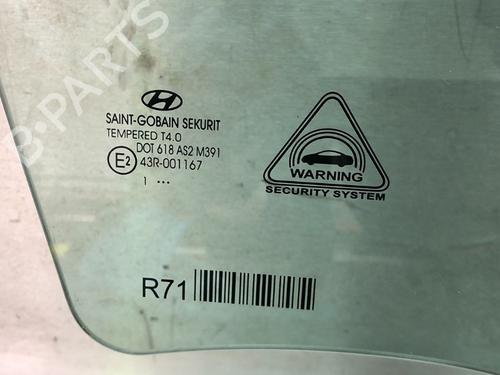 B-PARTS
SAINT-GOBAIN SEKURIT
TEMPERED T4.0
DOT 618 AS2 M391
E2 43R-001167
1 ...
WARNING
SECURITY SYSTEM
R71